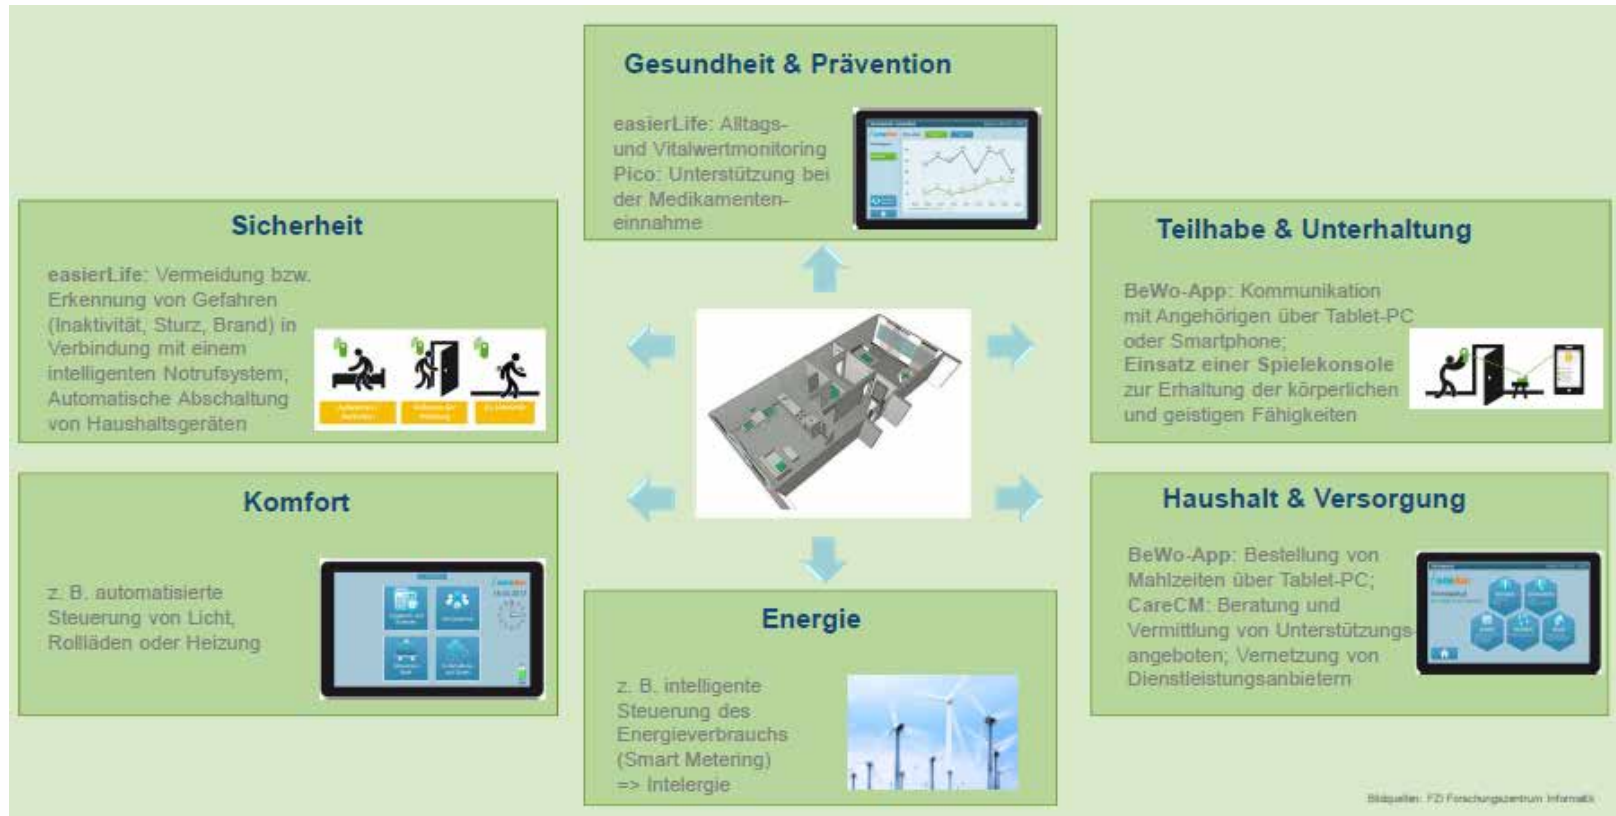 Gesundheit & Prävention
easierLife: Alltags-
und Vitalwertmonitoring
Pico: Unterstützung bei
der Medikamenten-
einnahme
Sicherheit
easierLife: Vermeidung bzw.
Erkennung von Gefahren
(Inaktivität, Sturz, Brand) in
Verbindung mit einem
intelligenten Notrufsystem;
Automatische Abschaltung
von Haushaltsgeräten
Teilhabe & Unterhaltung
BeWo-App: Kommunikation
mit Angehörigen über Tablet-PC
oder Smartphone;
Einsatz einer Spielekonsole
zur Erhaltung der körperlichen
und geistigen Fähigkeiten
Komfort
z. B. automatisierte
Steuerung von Licht,
Rollläden oder Heizung
Energie
z. B. intelligente
Steuerung des
Energieverbrauchs
(Smart Metering)
=> Intelergie
Haushalt & Versorgung
BeWo-App: Bestellung von
Mahlzeiten über Tablet-PC;
CareCM: Beratung und
Vermittlung von Unterstützungs-
angeboten; Vernetzung von
Dienstleistungsanbietern
Bildquellen: FZI Forschungszentrum Informatik